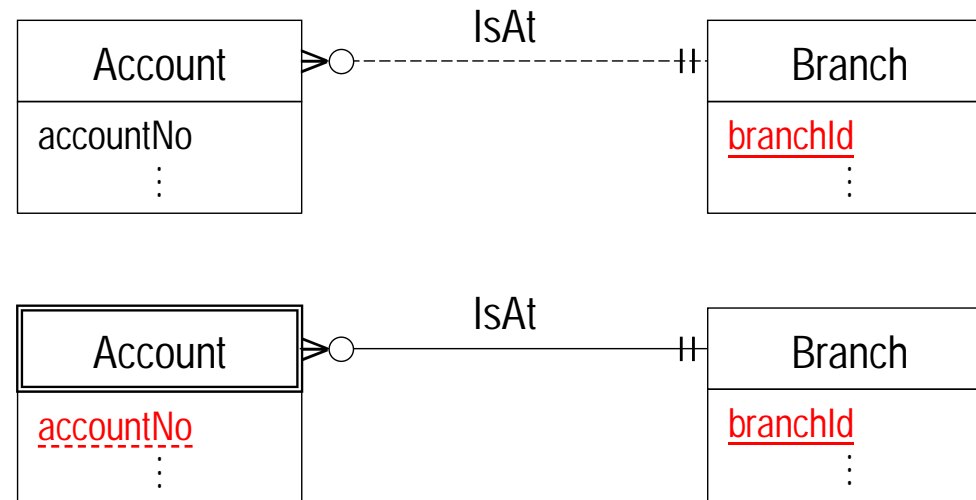 IsAt
Account
Branch
accountNo
branchId
IsAt
Account
Branch
accountNo
branchId